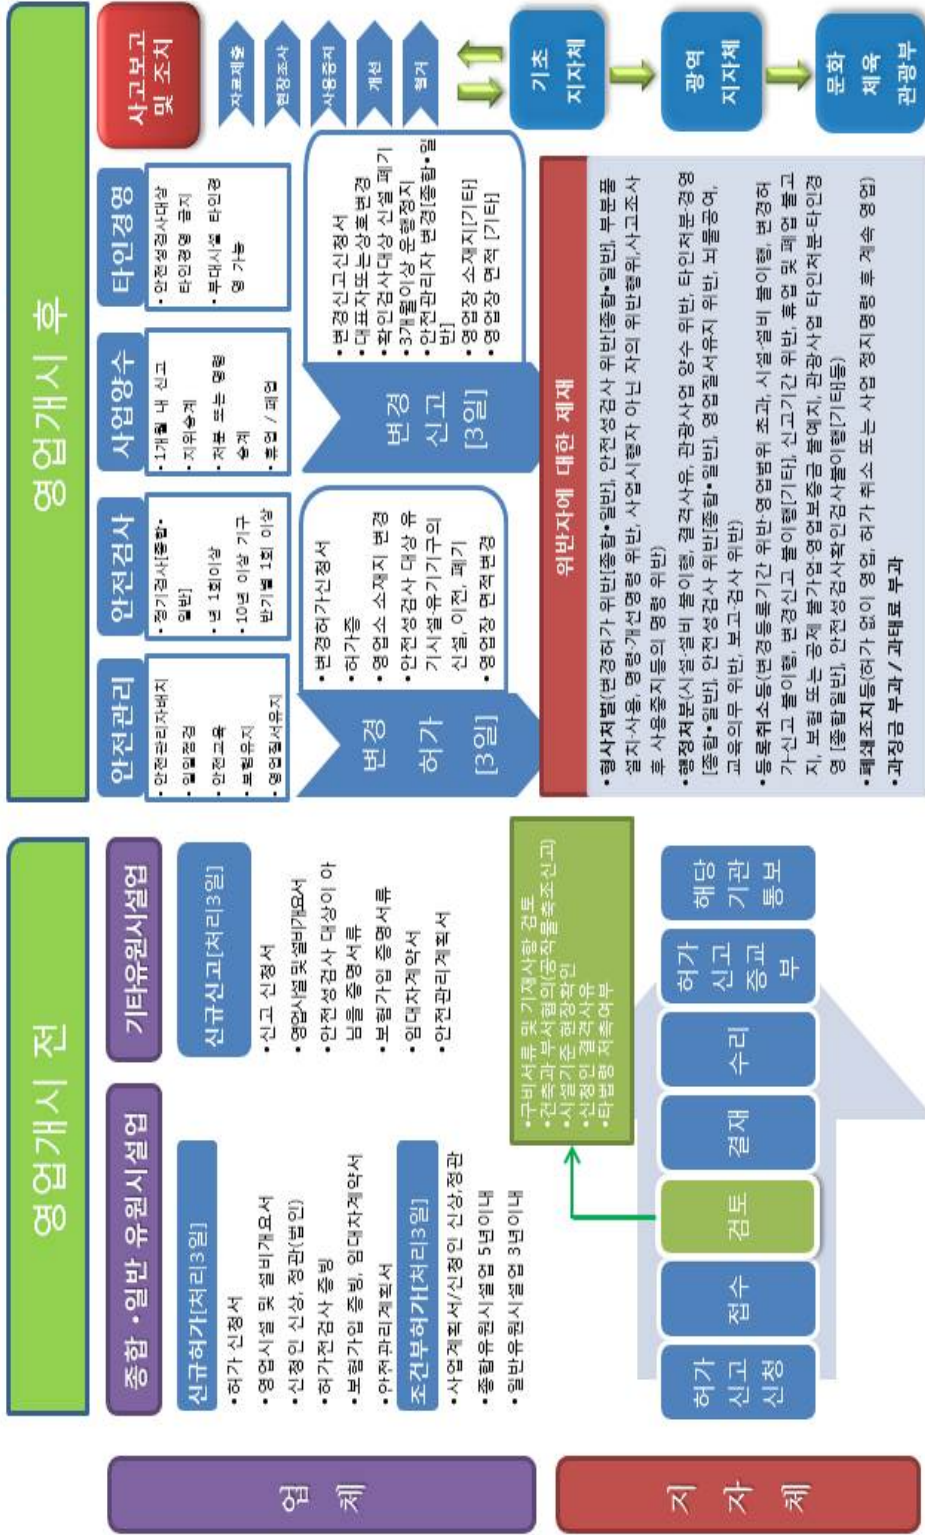 영업개시 전
영업개시 후
업체
종합•일반 유원시설업
신규허가[처리3일]
• 허가 신청서
• 영업시설 및 설비개요서
• 신청인 신상, 정관(법인)
• 허가전검사 증빙
• 보험가입 증빙, 임대차계약서
• 안전관리계획서
조건부허가[처리3일]
• 사업계획서/신청인 신상,정관
• 종합유원시설업 5년이내
• 일반유원시설업 3년이내
기타유원시설업
신규신고[처리3일]
• 신고 신청서
• 영업시설및설비개요서
• 안전성검사 대상이 아
님을 증명서류
• 보험가입 증명서류
• 임대차계약서
• 안전관리계획서
안전관리
• 안전관리자배치
• 일일점검
• 안전교육
• 보험유지
• 영업질서유지
안전검사
• 정기검사[종합•
일반]
• 년 1회이상
• 10년 이상 기구
반기별 1회 이상
사업양수
• 1개월 내 신고
• 지위승계
• 처분 또는 명령
승계
• 휴업 / 폐업
타인경영
• 안전성검사대상
타인경영 금지
• 부대시설 타인경
영 가능
사고보고
및 조치
자료제출
현장조사
사용중지
개선
철거
변경
허가
[3일]
• 변경허가신청서
• 허가증
• 영업소 소재지 변경
• 안전성검사 대상 유
기시설유기기구의
신설, 이전, 폐기
• 영업장 면적변경
변경
신고
[3일]
• 변경신고신청서
• 대표자또는상호변경
• 확인검사대상 신설 폐기
• 3개월이상 운행정지
• 안전관리자 변경[종합•일
반]
• 영업장 소재지[기타]
• 영업장 면적 [기타]
지자체
허가
신고
신청
접수
검토
결재
수리
허가
신고
증교
부
해당
기관
통보
• 구비서류 및 기재사항 검토
• 건축과 부서협의(공작물축조신고)
• 시설기준 현장확인
• 신청인 결격사유
• 타법령 저촉여부
위반자에 대한 제재
• 형사처벌(변경허가 위반[종합•일반], 안전성검사 위반[종합•일반], 부분품
설치·사용, 명령·개선명령 위반, 사업시행자 아닌 자의 위반행위,사고조사
후 사용중지등의 명령 위반)
• 행정처분(시설·설비 불이행, 결격사유, 관광사업 양수 위반, 타인처분·경영
[종합•일반], 안전성검사 위반[종합•일반], 영업질서유지 위반, 뇌물공여,
교육의무 위반, 보고·검사 위반)
• 등록취소등(변경등록기간 위반·영업범위 초과, 시설·설비 불이행, 변경허
가·신고 불이행, 변경신고 불이행[기타], 신고기간 위반, 휴업 및 폐업 불고
지, 보험 또는 공제 불가입·영업보증금 불예치, 관광사업 타인처분·타인경
영 [종합일반], 안전성검사확인검사불이행[기타]등)
• 폐쇄조치등(허가 없이 영업, 허가 취소 또는 사업 정지명령 후 계속 영업)
• 과징금 부과 / 과태료 부과
기초
지자체
광역
지자체
문화
체육
관광부